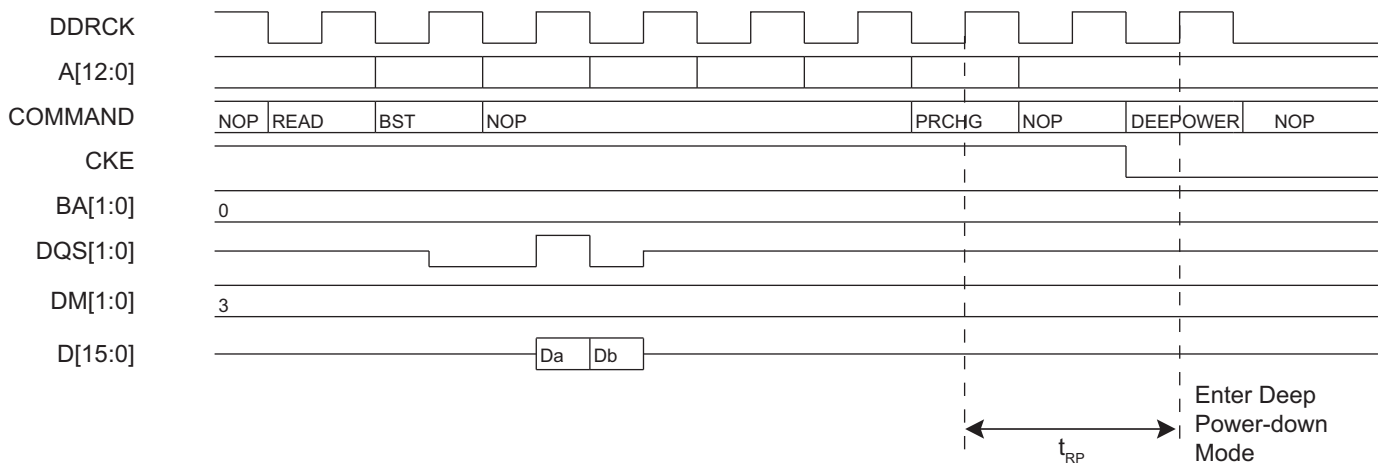 DDRCK
A[12:0]
COMMAND NOP READ BST NOP PRCHG NOP DEEPOWER NOP
CKE
BA[1:0] 0
DQS[1:0]
DM[1:0] 3
D[15:0] Da Db
Enter Deep
Power-down
Mode
tRP